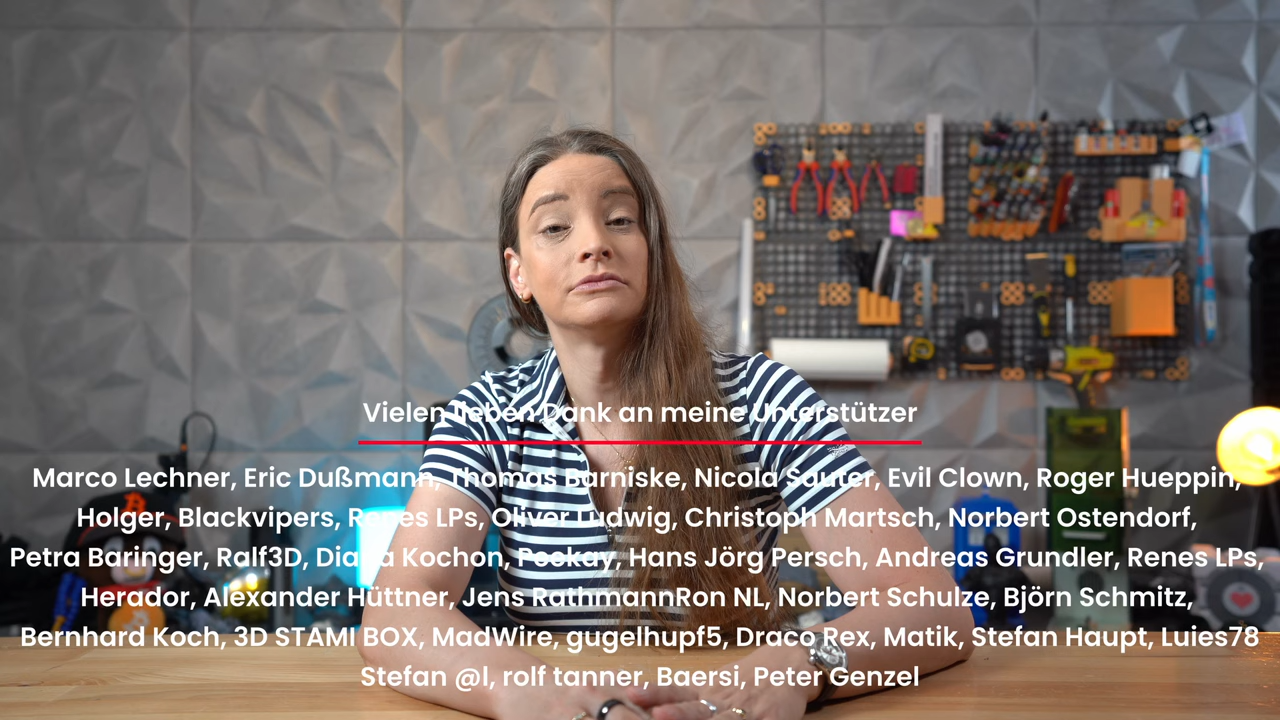 Vielen lieben Dank an meine Unterstützer
Marco Lechner, Eric Dußmann, Thomas Barniske, Nicola Sauter, Evil Clown, Roger Hueppin,
Holger, Blackvipers, Renes LPs, Oliver Ludwig, Christoph Martsch, Norbert Ostendorf,
Petra Baringer, Ralf3D, Diana Kochon, Pockay, Hans Jörg Persch, Andreas Grundler, Renes LPs,
Herador, Alexander Hüttner, Jens RathmannRon NL, Norbert Schulze, Björn Schmitz,
Bernhard Koch, 3D STAMI BOX, MadWire, gugelhupf5, Draco Rex, Matik, Stefan Haupt, Luies78
Stefan @l, rolf tanner, Baersi, Peter Genzel